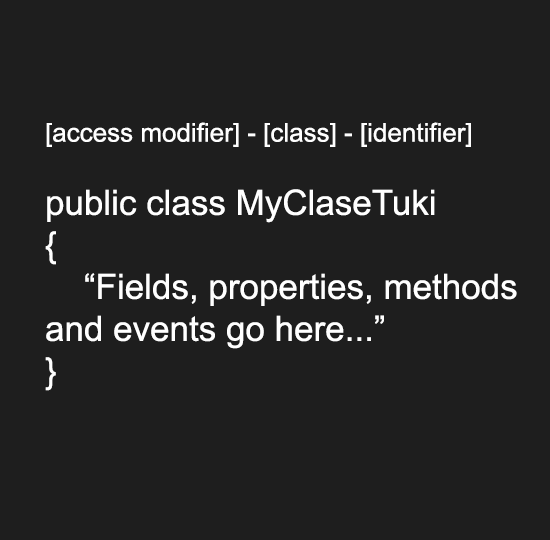 [access modifier] - [class] - [identifier]
public class MyClaseTuki
{
“Fields, properties, methods
and events go here...”
}